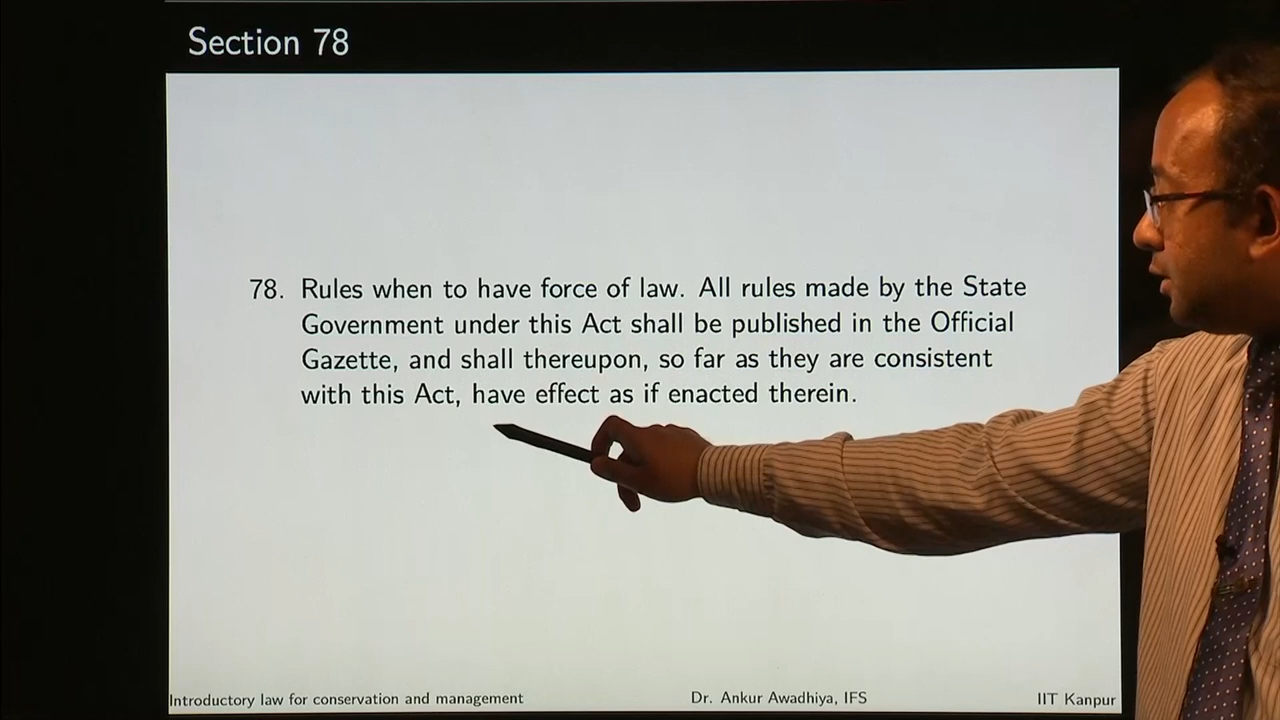 Section 78
78. Rules when to have force of law. All rules made by the State
Government under this Act shall be published in the Official
Gazette, and shall thereupon, so far as they are consistent
with this Act, have effect as if enacted therein.
Introductory law for conservation and management Dr. Ankur Awadhiya, IFS IIT Kanpur